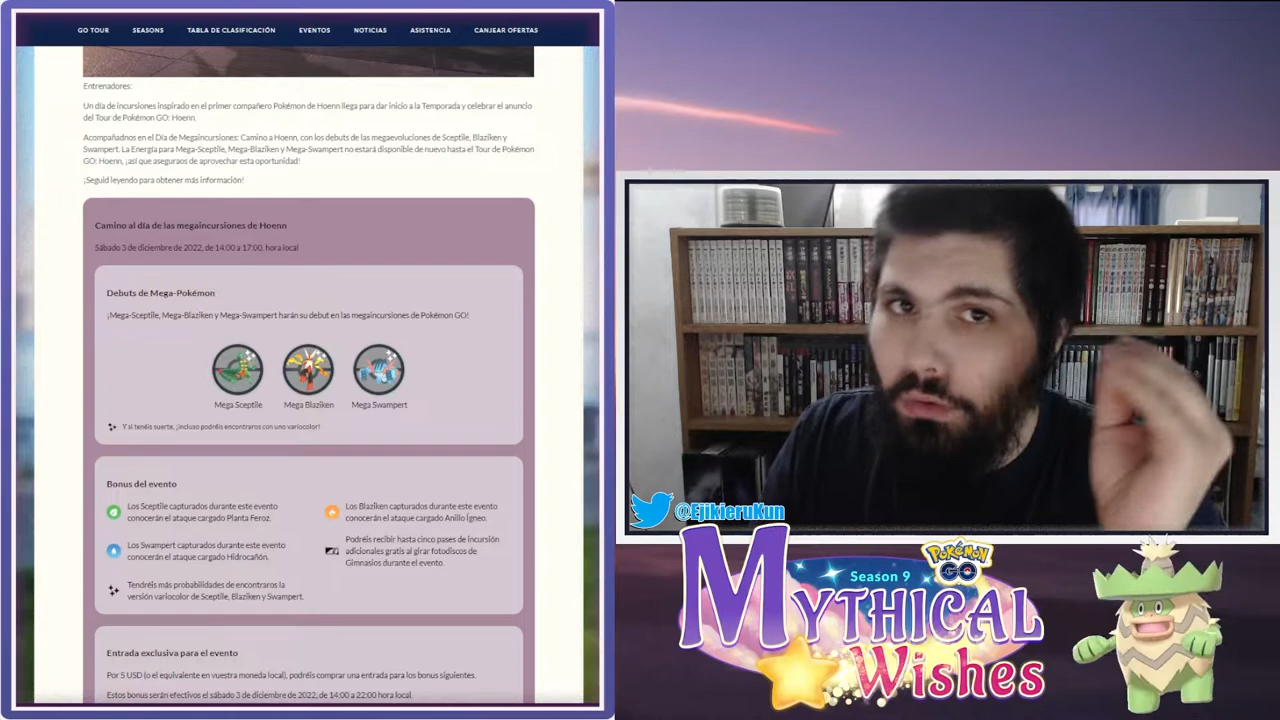 GO TOUR SEASONS TABLA DE CLASIFICACIÓN EVENTOS NOTICIAS ASISTENCIA CANJEAR OFERTAS
Entrenadores:
Un día de incursiones inspirado en el primer compañero Pokémon de Hoenn llega para dar inicio a la Temporada y celebrar el anuncio
del Tour de Pokémon GO: Hoenn.
Acompañadnos en el Día de Megaincursiones: Camino a Hoenn, con los debuts de las megaevoluciones de Sceptile, Blaziken y
Swampert. La Energía para Mega-Sceptile, Mega-Blaziken y Mega-Swampert no estará disponible de nuevo hasta el Tour de Pokémon
GO: Hoenn, ¡así que aseguraos de aprovechar esta oportunidad!
¡Seguid leyendo para obtener más información!
Camino al día de las megaincursiones de Hoenn
Sábado 3 de diciembre de 2022, de 14:00 a 17:00, hora local
Debuts de Mega-Pokémon
¡Mega-Sceptile, Mega-Blaziken y Mega-Swampert harán su debut en las megaincursiones de Pokémon GO!
Mega Sceptile Mega Blaziken Mega Swampert
Y si tenéis suerte, ¡incluso podréis encontraros con uno variocolor!
Bonus del evento
Los Sceptile capturados durante este evento
conocerán el ataque cargado Planta Feroz.
Los Blaziken capturados durante este evento
conocerán el ataque cargado Anillo Ígneo.
Los Swampert capturados durante este evento
conocerán el ataque cargado Hidrocañón.
Podréis recibir hasta cinco pases de incursión
adicionales gratis al girar fotodiscos de
Gimnasios durante el evento.
Tendréis más probabilidades de encontraros la
versión variocolor de Sceptile, Blaziken y Swampert.
Entrada exclusiva para el evento
Por 5 USD (o el equivalente en vuestra moneda local), podréis comprar una entrada para los bonus siguientes.
Estos bonus serán efectivos el sábado 3 de diciembre de 2022, de 14:00 a 22:00 hora local.
@EjikieruKun
Pokémon
GO
Season 9
MYTHICAL
Wishes